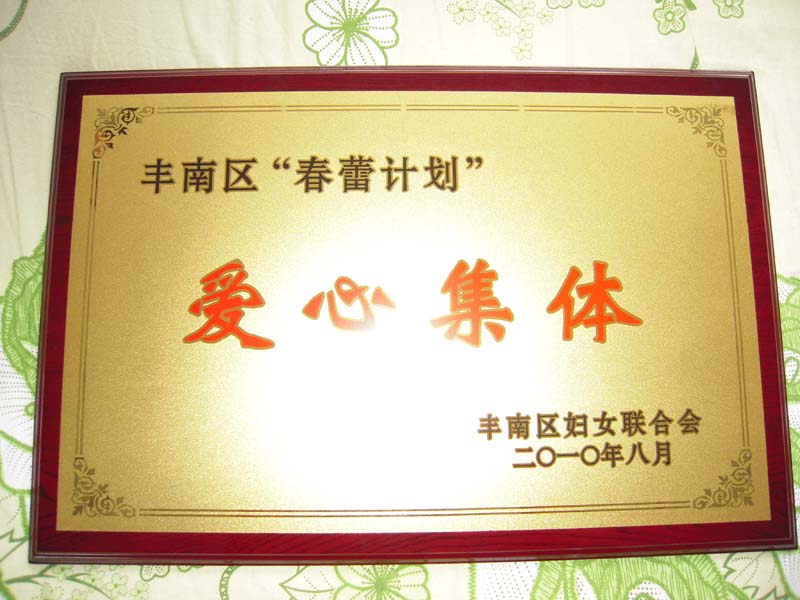 丰南区“春蕾计划”
爱心集体
丰南区妇女联合会
二〇一〇年八月